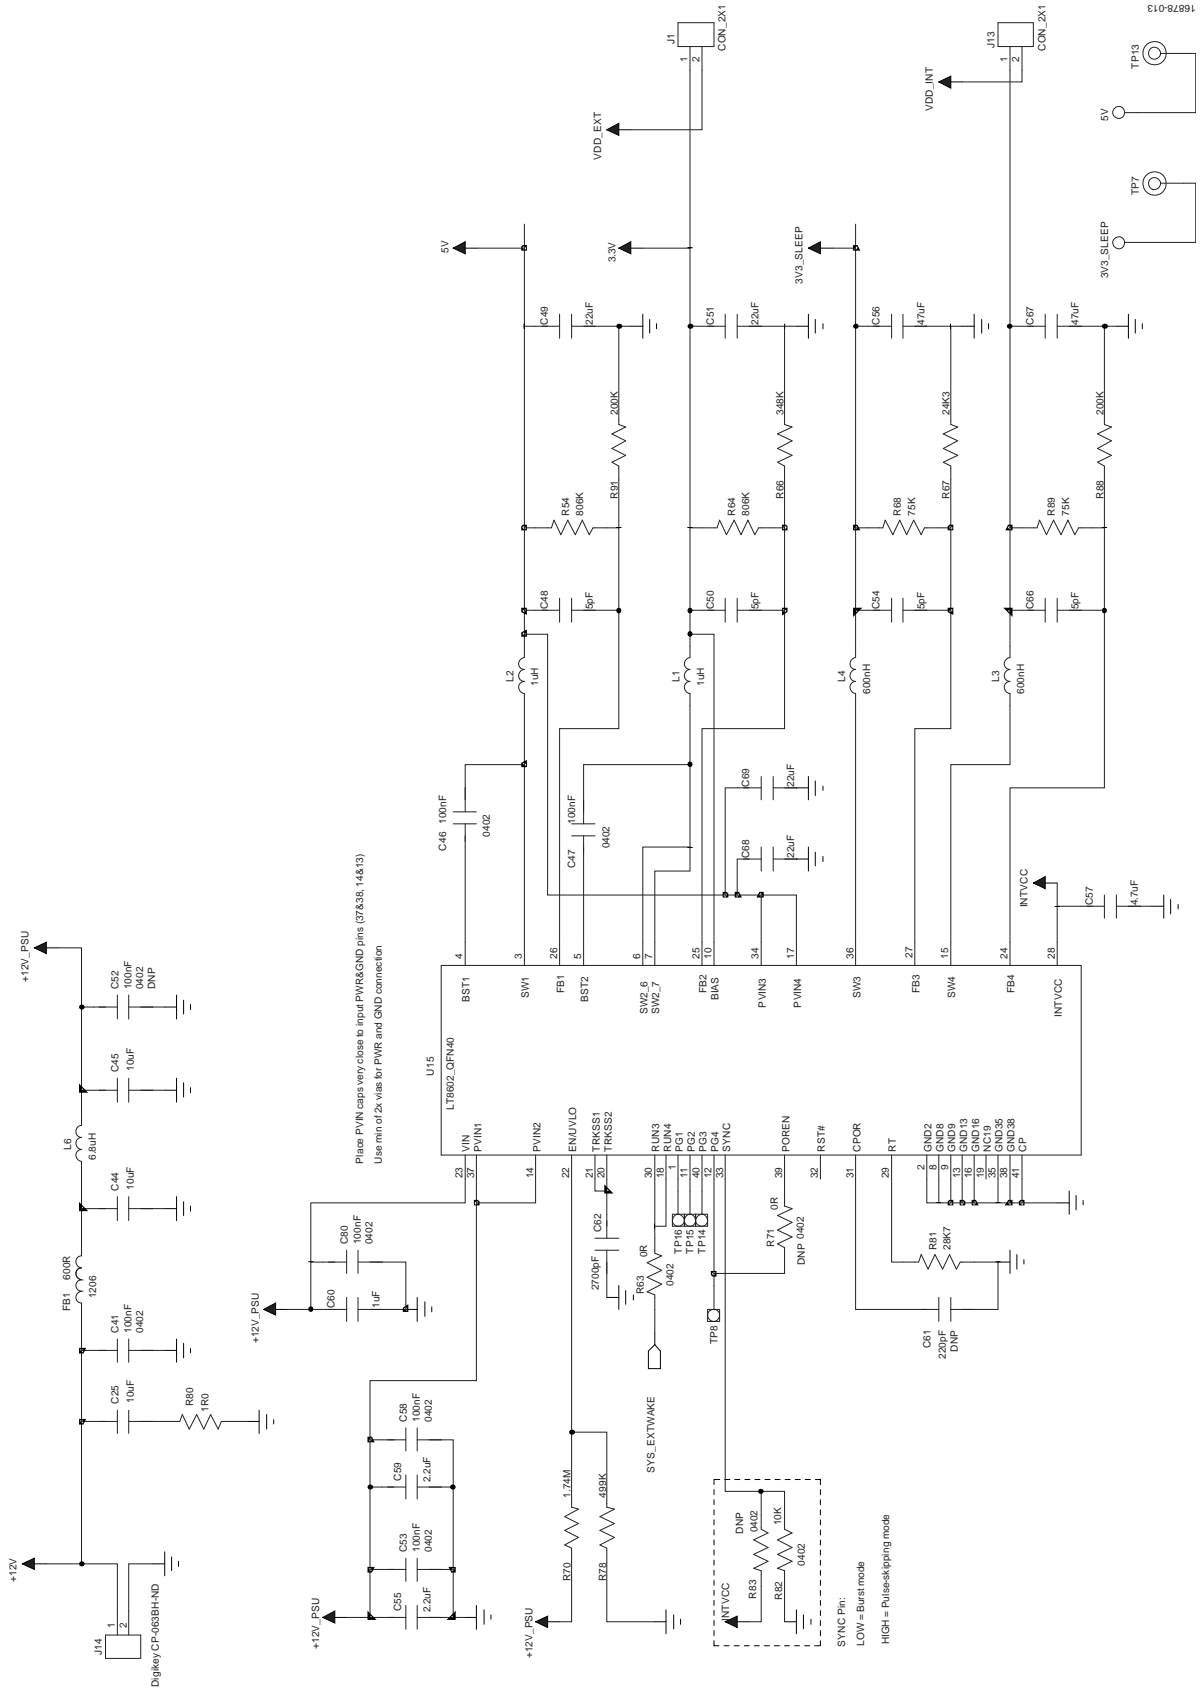 +12V
J14
1
2
Digikey CP-063BH-ND
C25
10uF
R80
1R0
C41
100nF
0402
FB1 600R
1206
C44
10uF
L6
6.8uH
C45
10uF
C52
100nF
0402
DNP
+12V_PSU
+12V_PSU
C55
2.2uF
C53
100nF
0402
C59
2.2uF
C58
100nF
0402
+12V_PSU
C60
1uF
C80
100nF
0402
Place PVIN caps very close to input PWR&GND pins (37&38, 14&13)
Use min of 2x vias for PWR and GND connection
+12V_PSU
R70
1.74M
R78
499K
C62
2700pF
SYS_EXTWAKE
R63
0R
0402
TP16
TP15
TP14
TP8
R71
0R
DNP 0402
INTVCC
R83
DNP
0402
R82
10K
0402
SYNC Pin:
LOW = Burst mode
HIGH = Pulse-skipping mode
C61
220pF
DNP
R81
28K7
U15
LT8602_QFN40
23
VIN
37
PVIN1
14
PVIN2
22
EN/UVLO
21
TRKSS1
20
TRKSS2
30
RUN3
18
RUN4
1
PG1
11
PG2
40
PG3
12
PG4
33
SYNC
39
POREN
32
RST#
31
CPOR
29
RT
2
GND2
8
GND8
9
GND9
13
GND13
16
GND16
19
NC19
35
GND35
38
GND38
41
CP
BST1
4
SW1
3
FB1
26
BST2
5
SW2_6
6
SW2_7
7
FB2
25
BIAS
10
PVIN3
34
PVIN4
17
SW3
36
FB3
27
SW4
15
FB4
24
INTVCC
28
C46 100nF
0402
C47
100nF
0402
C68
22uF
C69
22uF
INTVCC
C57
4.7uF
L2
1uH
C48
5pF
R54
806K
R91
200K
C49
22uF
5V
L1
1uH
C50
5pF
R64
806K
R66
348K
C51
22uF
3.3V
VDD_EXT
J1
1
2
CON_2X1
L4
600nH
C54
5pF
R68
75K
R67
24K3
C56
47uF
3V3_SLEEP
L3
600nH
C66
5pF
R89
75K
R88
200K
C67
47uF
VDD_INT
J13
1
2
CON_2X1
3V3_SLEEP
TP7
5V
TP13
16878-013